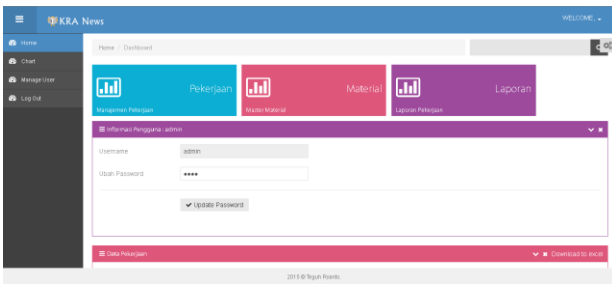 KRA News
WELCOME,
Home
Chart
Manage User
Log Out
Home / Dashboard
Pekerjaan
Manajemen Pekerjaan
Material
Master Material
Laporan
Laporan Pekerjaan
Informasi Pengguna : admin
Username
admin
Ubah Password
Update Password
Data Pekerjaan
Download to excel
2015 © Teguh Riyanto.